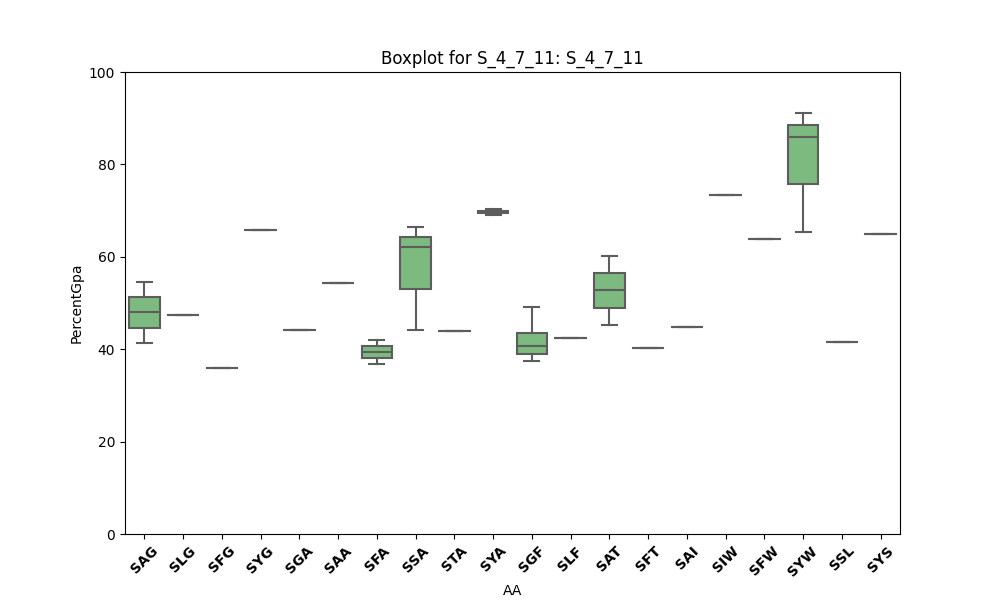 Boxplot for S_4_7_11: S_4_7_11
PercentGpa
100
80
60
40
20
0
SAG SLG SFG SYG SGA SAA SFA SSA STA SYA SGF SLF SAT SFT SAI SIW SFW SYW SSL SYS
AA